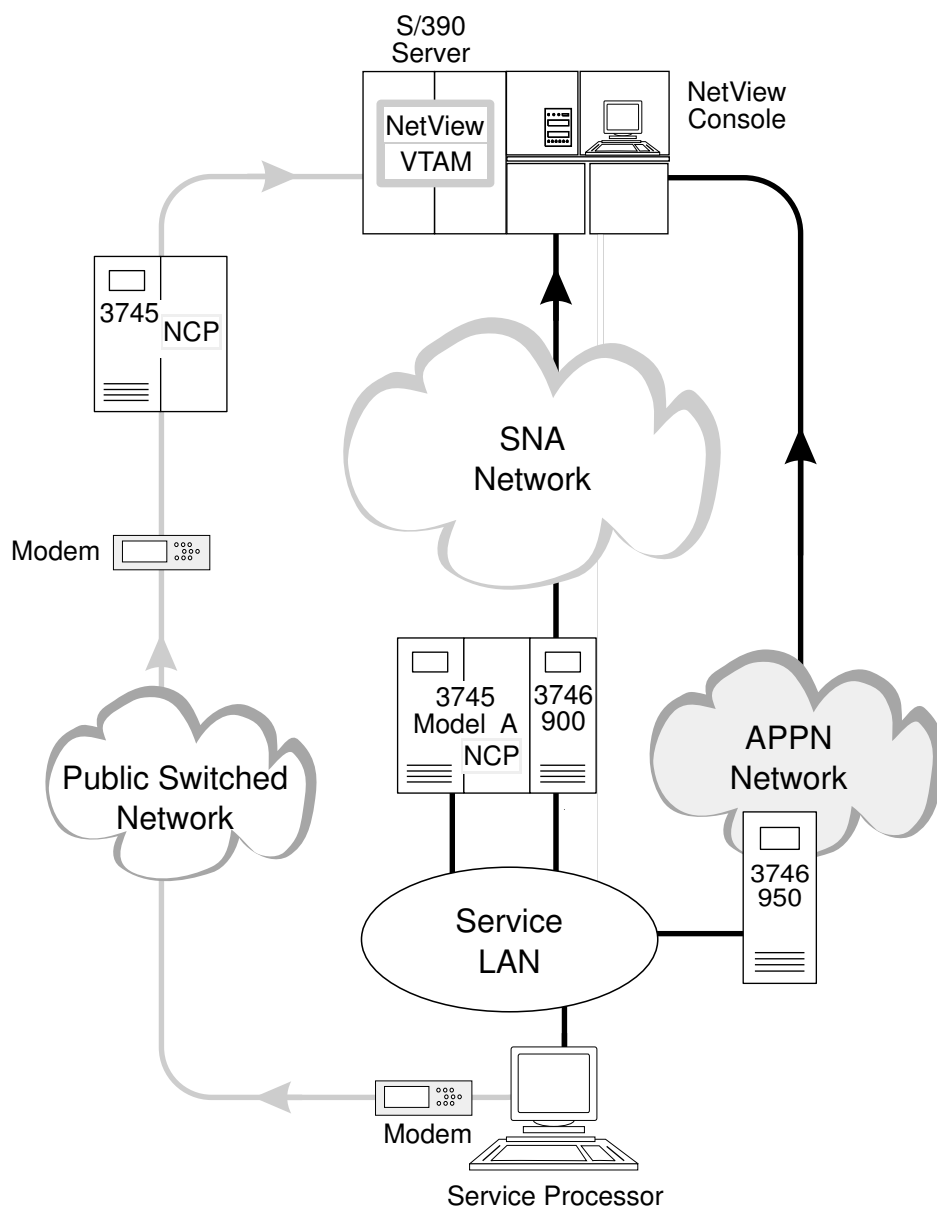 S/390
Server
NetView
VTAM
NetView
Console
3745
NCP
SNA
Network
Modem
3745
Model A
NCP
3746
900
APPN
Network
Public Switched
Network
3746
950
Service
LAN
Modem
Service Processor